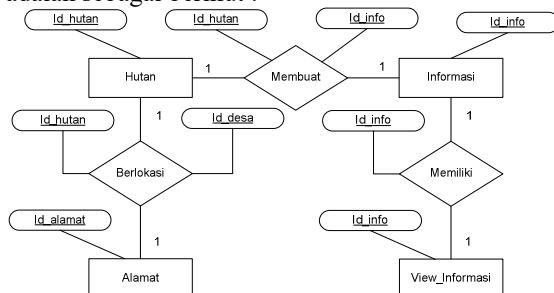 adalah sebagai berikut :
Id_hutan
Id_hutan
Id_info
Id_info
Hutan
1
Membuat
1
Informasi
1
1
Id_hutan
Id_desa
Id_info
Berlokasi
Memiliki
Id_alamat
Id_info
1
1
Alamat
View_Informasi